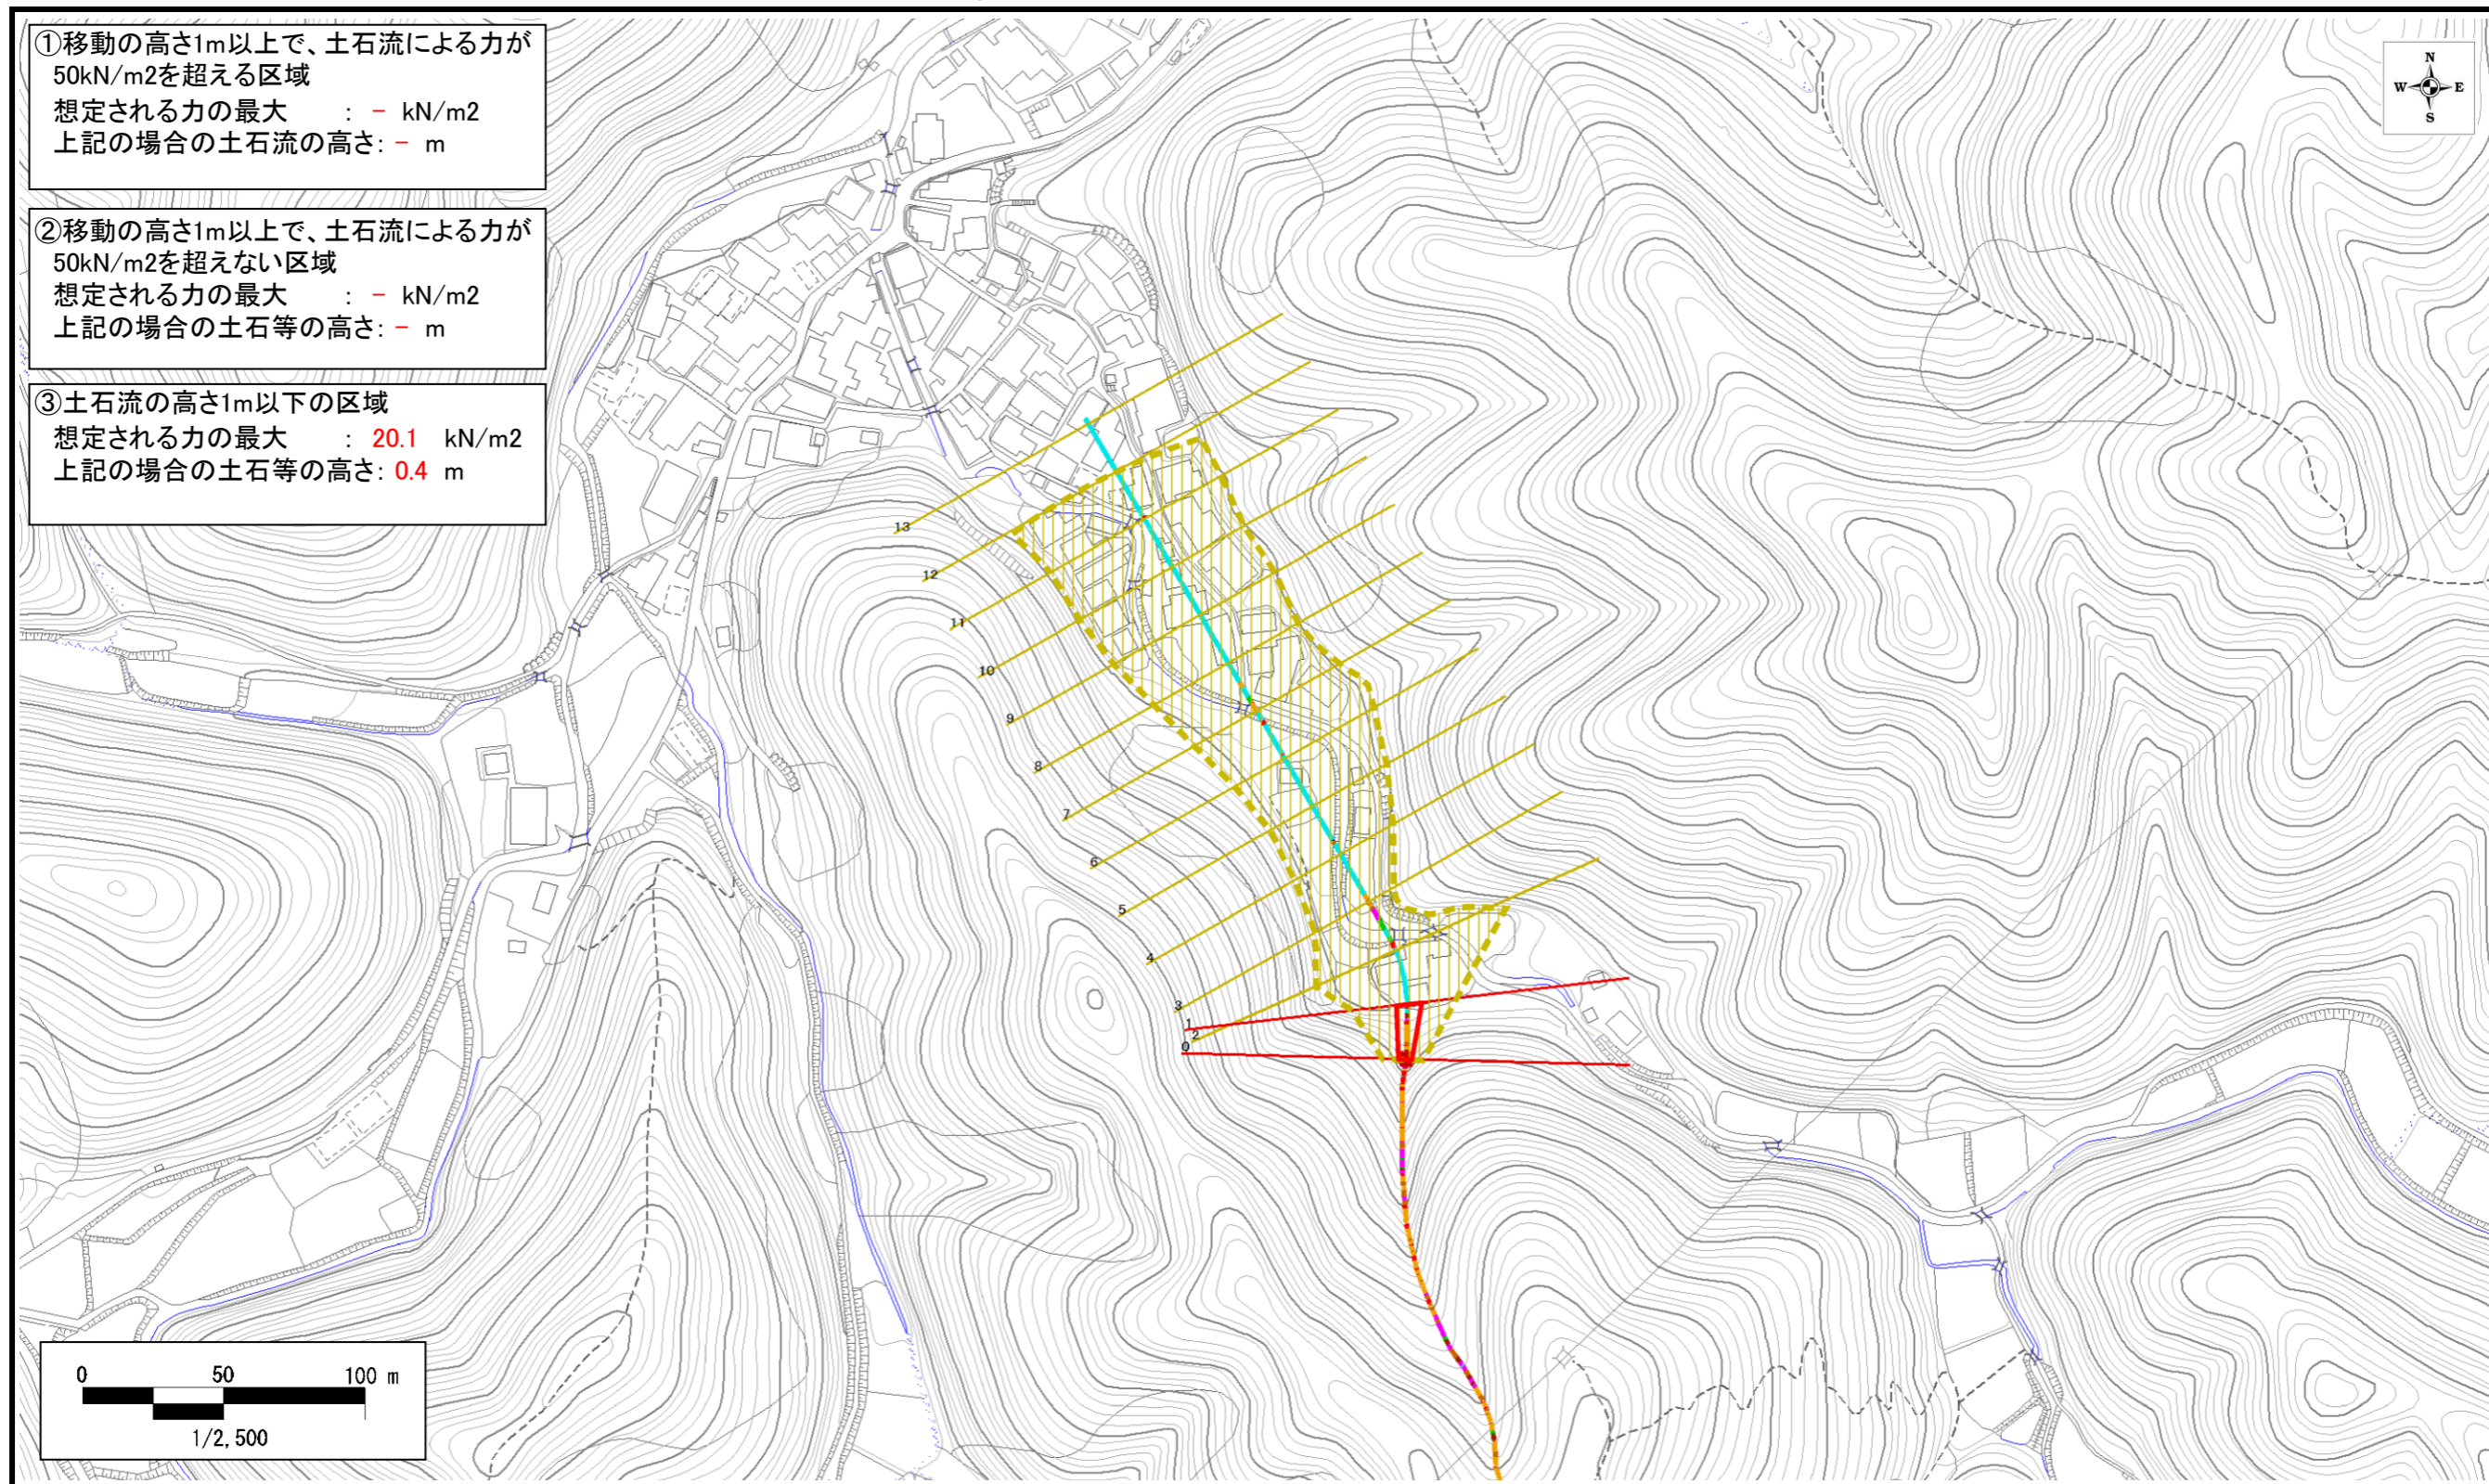 ①移動の高さ1m以上で、土石流による力が
50kN/m2を超える区域
想定される力の最大 : - kN/m2
上記の場合の土石流の高さ: - m
②移動の高さ1m以上で、土石流による力が
50kN/m2を超えない区域
想定される力の最大 : - kN/m2
上記の場合の土石等の高さ: - m
③土石流の高さ1m以下の区域
想定される力の最大 : 20.1 kN/m2
上記の場合の土石等の高さ: 0.4 m
N
W E
S
13
12
11
10
9
8
7
6
5
4
3
1
2
0
0 50 100 m
1/2,500